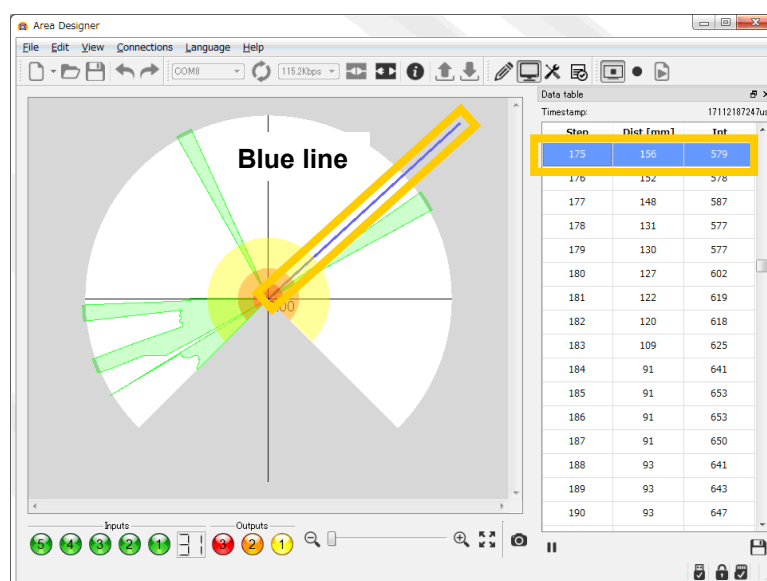 Area Designer
File Edit View Connections Language Help
COM8 115.2Kbps
Data table
Timestamp: 17112187247us
Step Dist [mm] Int
175 156 579
176 152 578
177 148 587
178 131 577
179 130 577
180 127 602
181 122 619
182 120 618
183 109 625
184 91 641
185 91 653
186 91 653
187 91 650
188 93 641
189 93 643
190 93 647
Blue line
Inputs Outputs
5 4 3 2 1 31 3 2 1